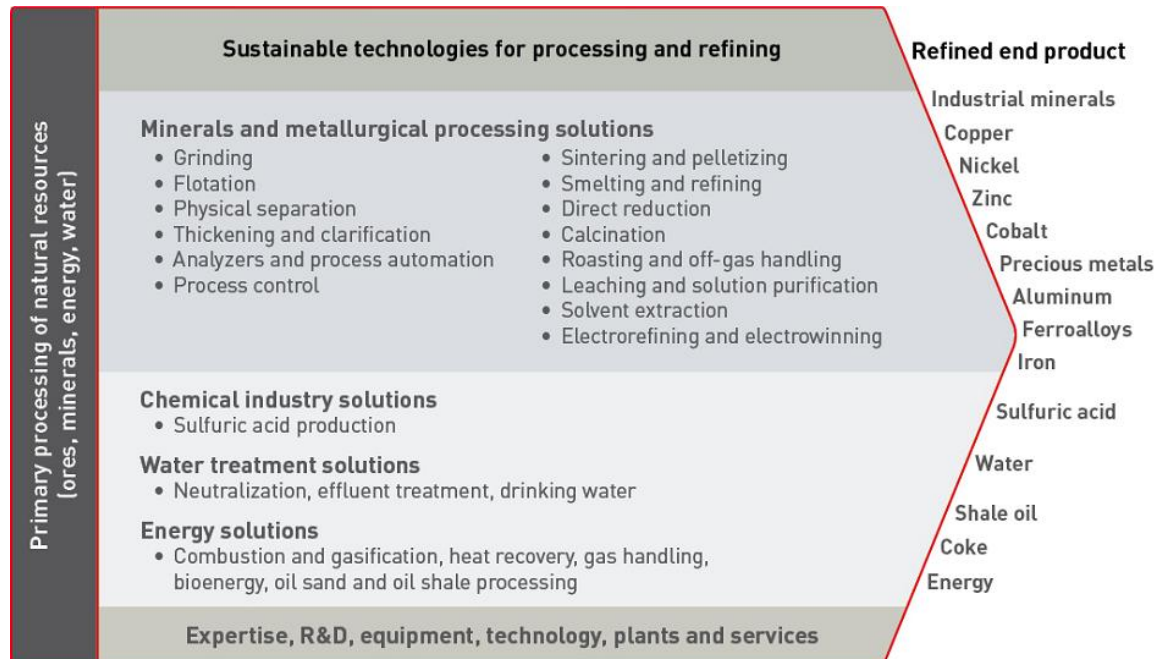 Primary processing of natural resources
(ores, minerals, energy, water)
Sustainable technologies for processing and refining
Minerals and metallurgical processing solutions
• Grinding
• Flotation
• Physical separation
• Thickening and clarification
• Analyzers and process automation
• Process control
• Sintering and pelletizing
• Smelting and refining
• Direct reduction
• Calcination
• Roasting and off-gas handling
• Leaching and solution purification
• Solvent extraction
• Electrorefining and electrowinning
Chemical industry solutions
• Sulfuric acid production
Water treatment solutions
• Neutralization, effluent treatment, drinking water
Energy solutions
• Combustion and gasification, heat recovery, gas handling,
bioenergy, oil sand and oil shale processing
Expertise, R&D, equipment, technology, plants and services
Refined end product
Industrial minerals
Copper
Nickel
Zinc
Cobalt
Precious metals
Aluminum
Ferroalloys
Iron
Sulfuric acid
Water
Shale oil
Coke
Energy